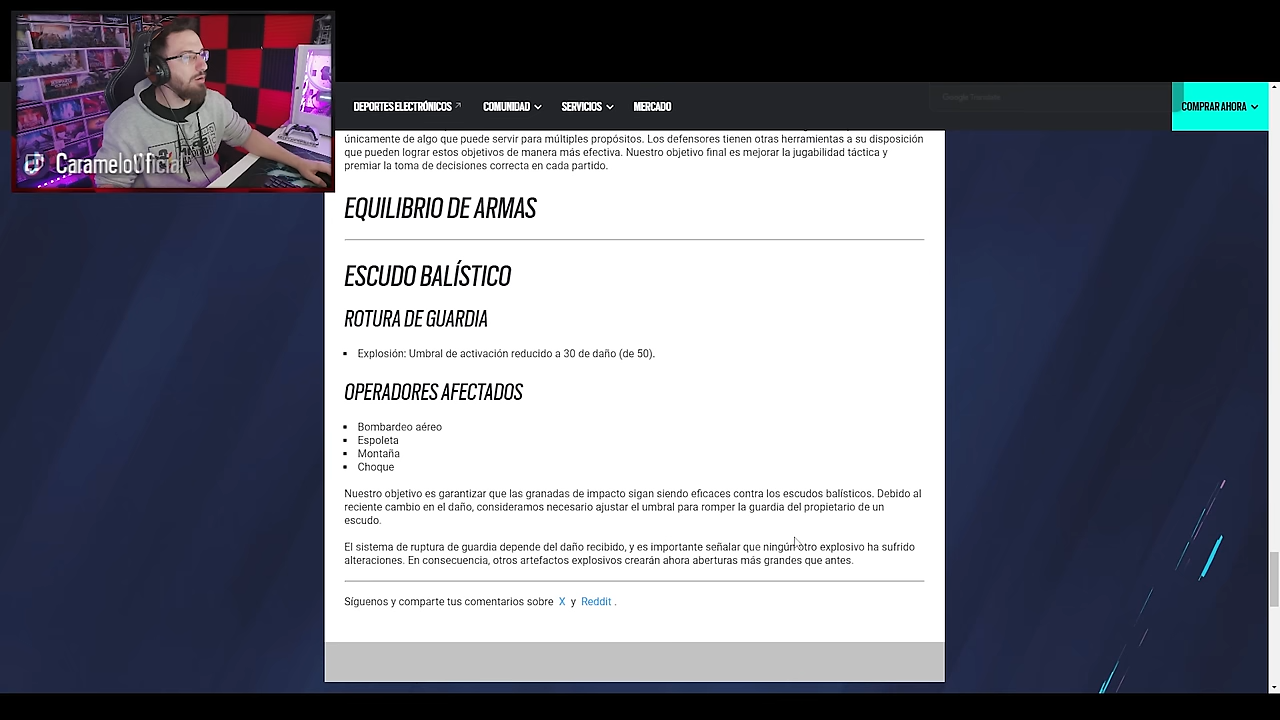 DEPORTES ELECTRÓNICOS
COMUNIDAD
SERVICIOS
MERCADO
COMPRAR AHORA
CarameloOficial
únicamente de algo que puede servir para múltiples propósitos. Los defensores tienen otras herramientas a su disposición
que pueden lograr estos objetivos de manera más efectiva. Nuestro objetivo final es mejorar la jugabilidad táctica y
premiar la toma de decisiones correcta en cada partido.
EQUILIBRIO DE ARMAS
ESCUDO BALÍSTICO
ROTURA DE GUARDIA
Explosión: Umbral de activación reducido a 30 de daño (de 50).
OPERADORES AFECTADOS
Bombardeo aéreo
Espoleta
Montaña
Choque
Nuestro objetivo es garantizar que las granadas de impacto sigan siendo eficaces contra los escudos balísticos. Debido al
reciente cambio en el daño, consideramos necesario ajustar el umbral para romper la guardia del propietario de un
escudo.
El sistema de ruptura de guardia depende del daño recibido, y es importante señalar que ningún otro explosivo ha sufrido
alteraciones. En consecuencia, otros artefactos explosivos crearán ahora aberturas más grandes que antes.
Síguenos y comparte tus comentarios sobre X y Reddit .